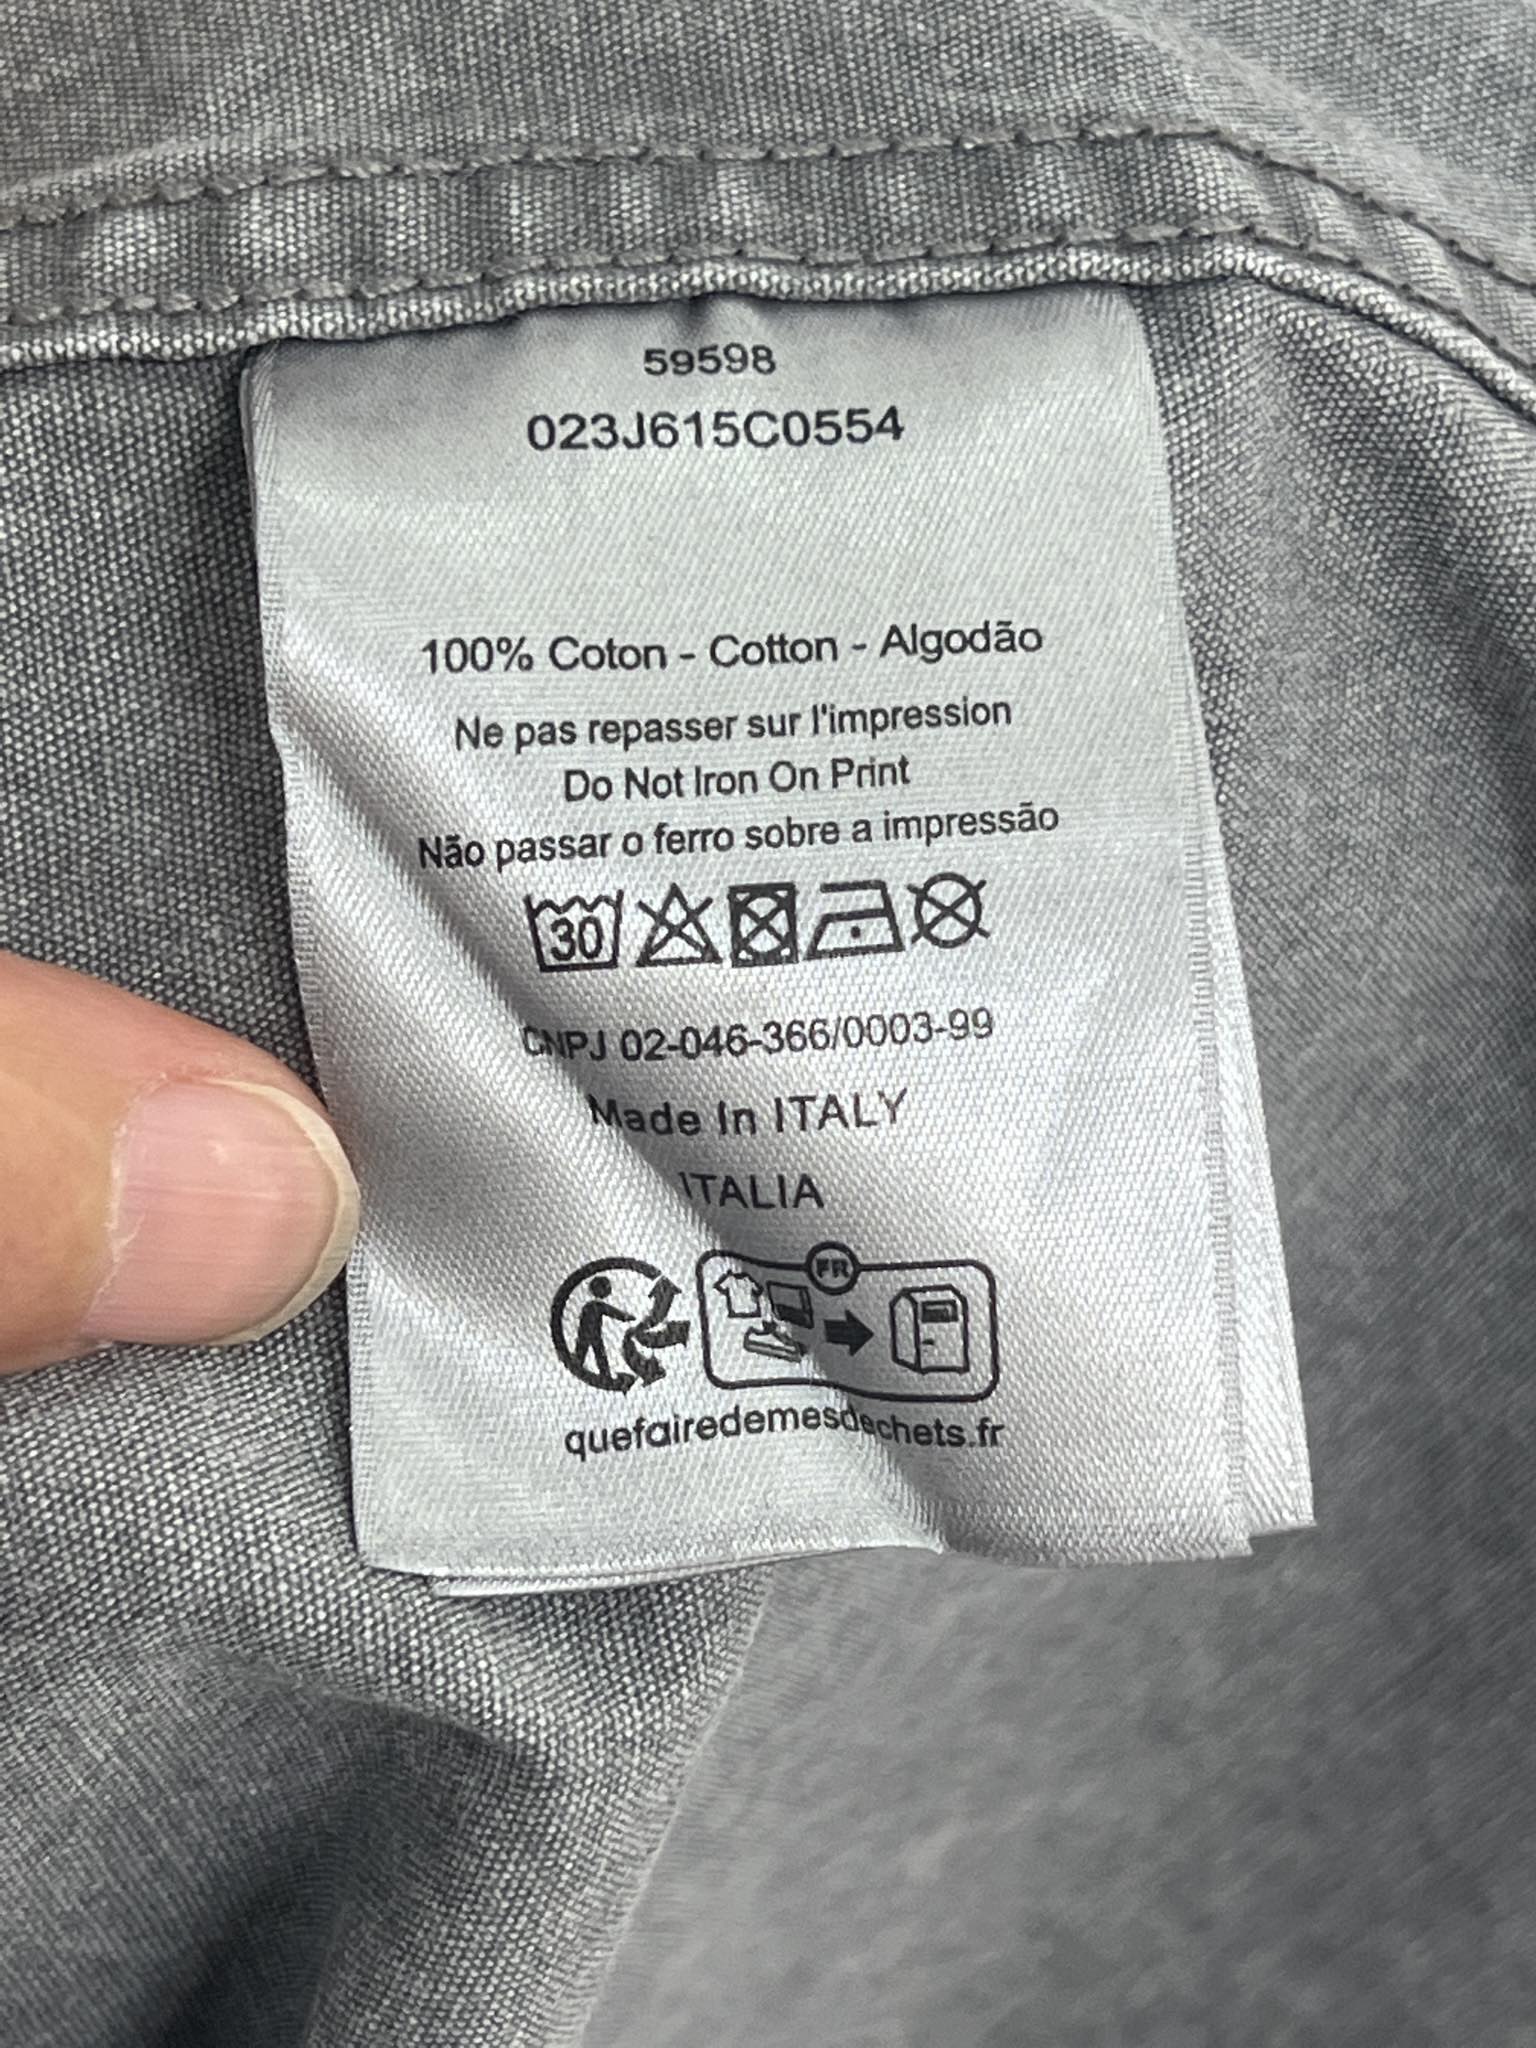 59598
023J615C0554
100% Coton - Cotton - Algodão
Ne pas repasser sur l'impression
Do Not Iron On Print
Não passar o ferro sobre a impressão
30
CNPJ 02-046-366/0003-99
Made In ITALY
ITALIA
FR
quefairedemesdechets.fr